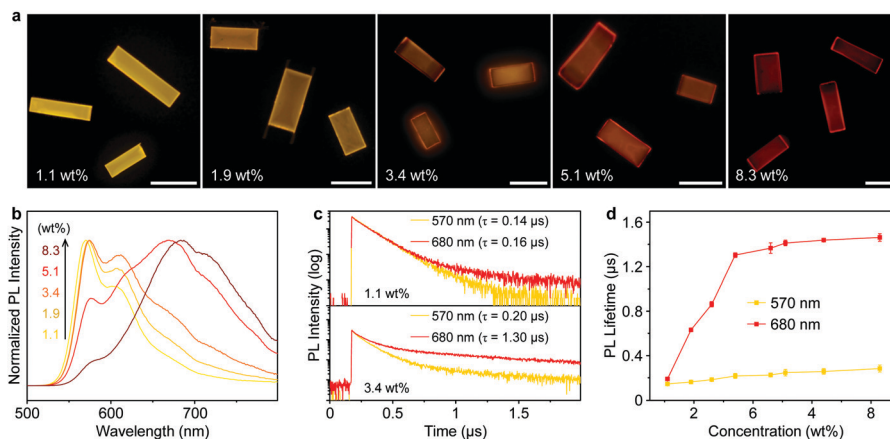 a
1.1 wt%
1.9 wt%
3.4 wt%
5.1 wt%
8.3 wt%
b
(wt%)
8.3
5.1
3.4
1.9
1.1
Normalized PL Intensity
500
600
700
Wavelength (nm)
c
570 nm (τ = 0.14 μs)
680 nm (τ = 0.16 μs)
1.1 wt%
570 nm (τ = 0.20 μs)
680 nm (τ = 1.30 μs)
3.4 wt%
PL Intensity (log)
0
0.5
1
1.5
Time (μs)
d
1.6
1.2
0.8
0.4
0
PL Lifetime (μs)
570 nm
680 nm
2
6
4
8
Concentration (wt%)